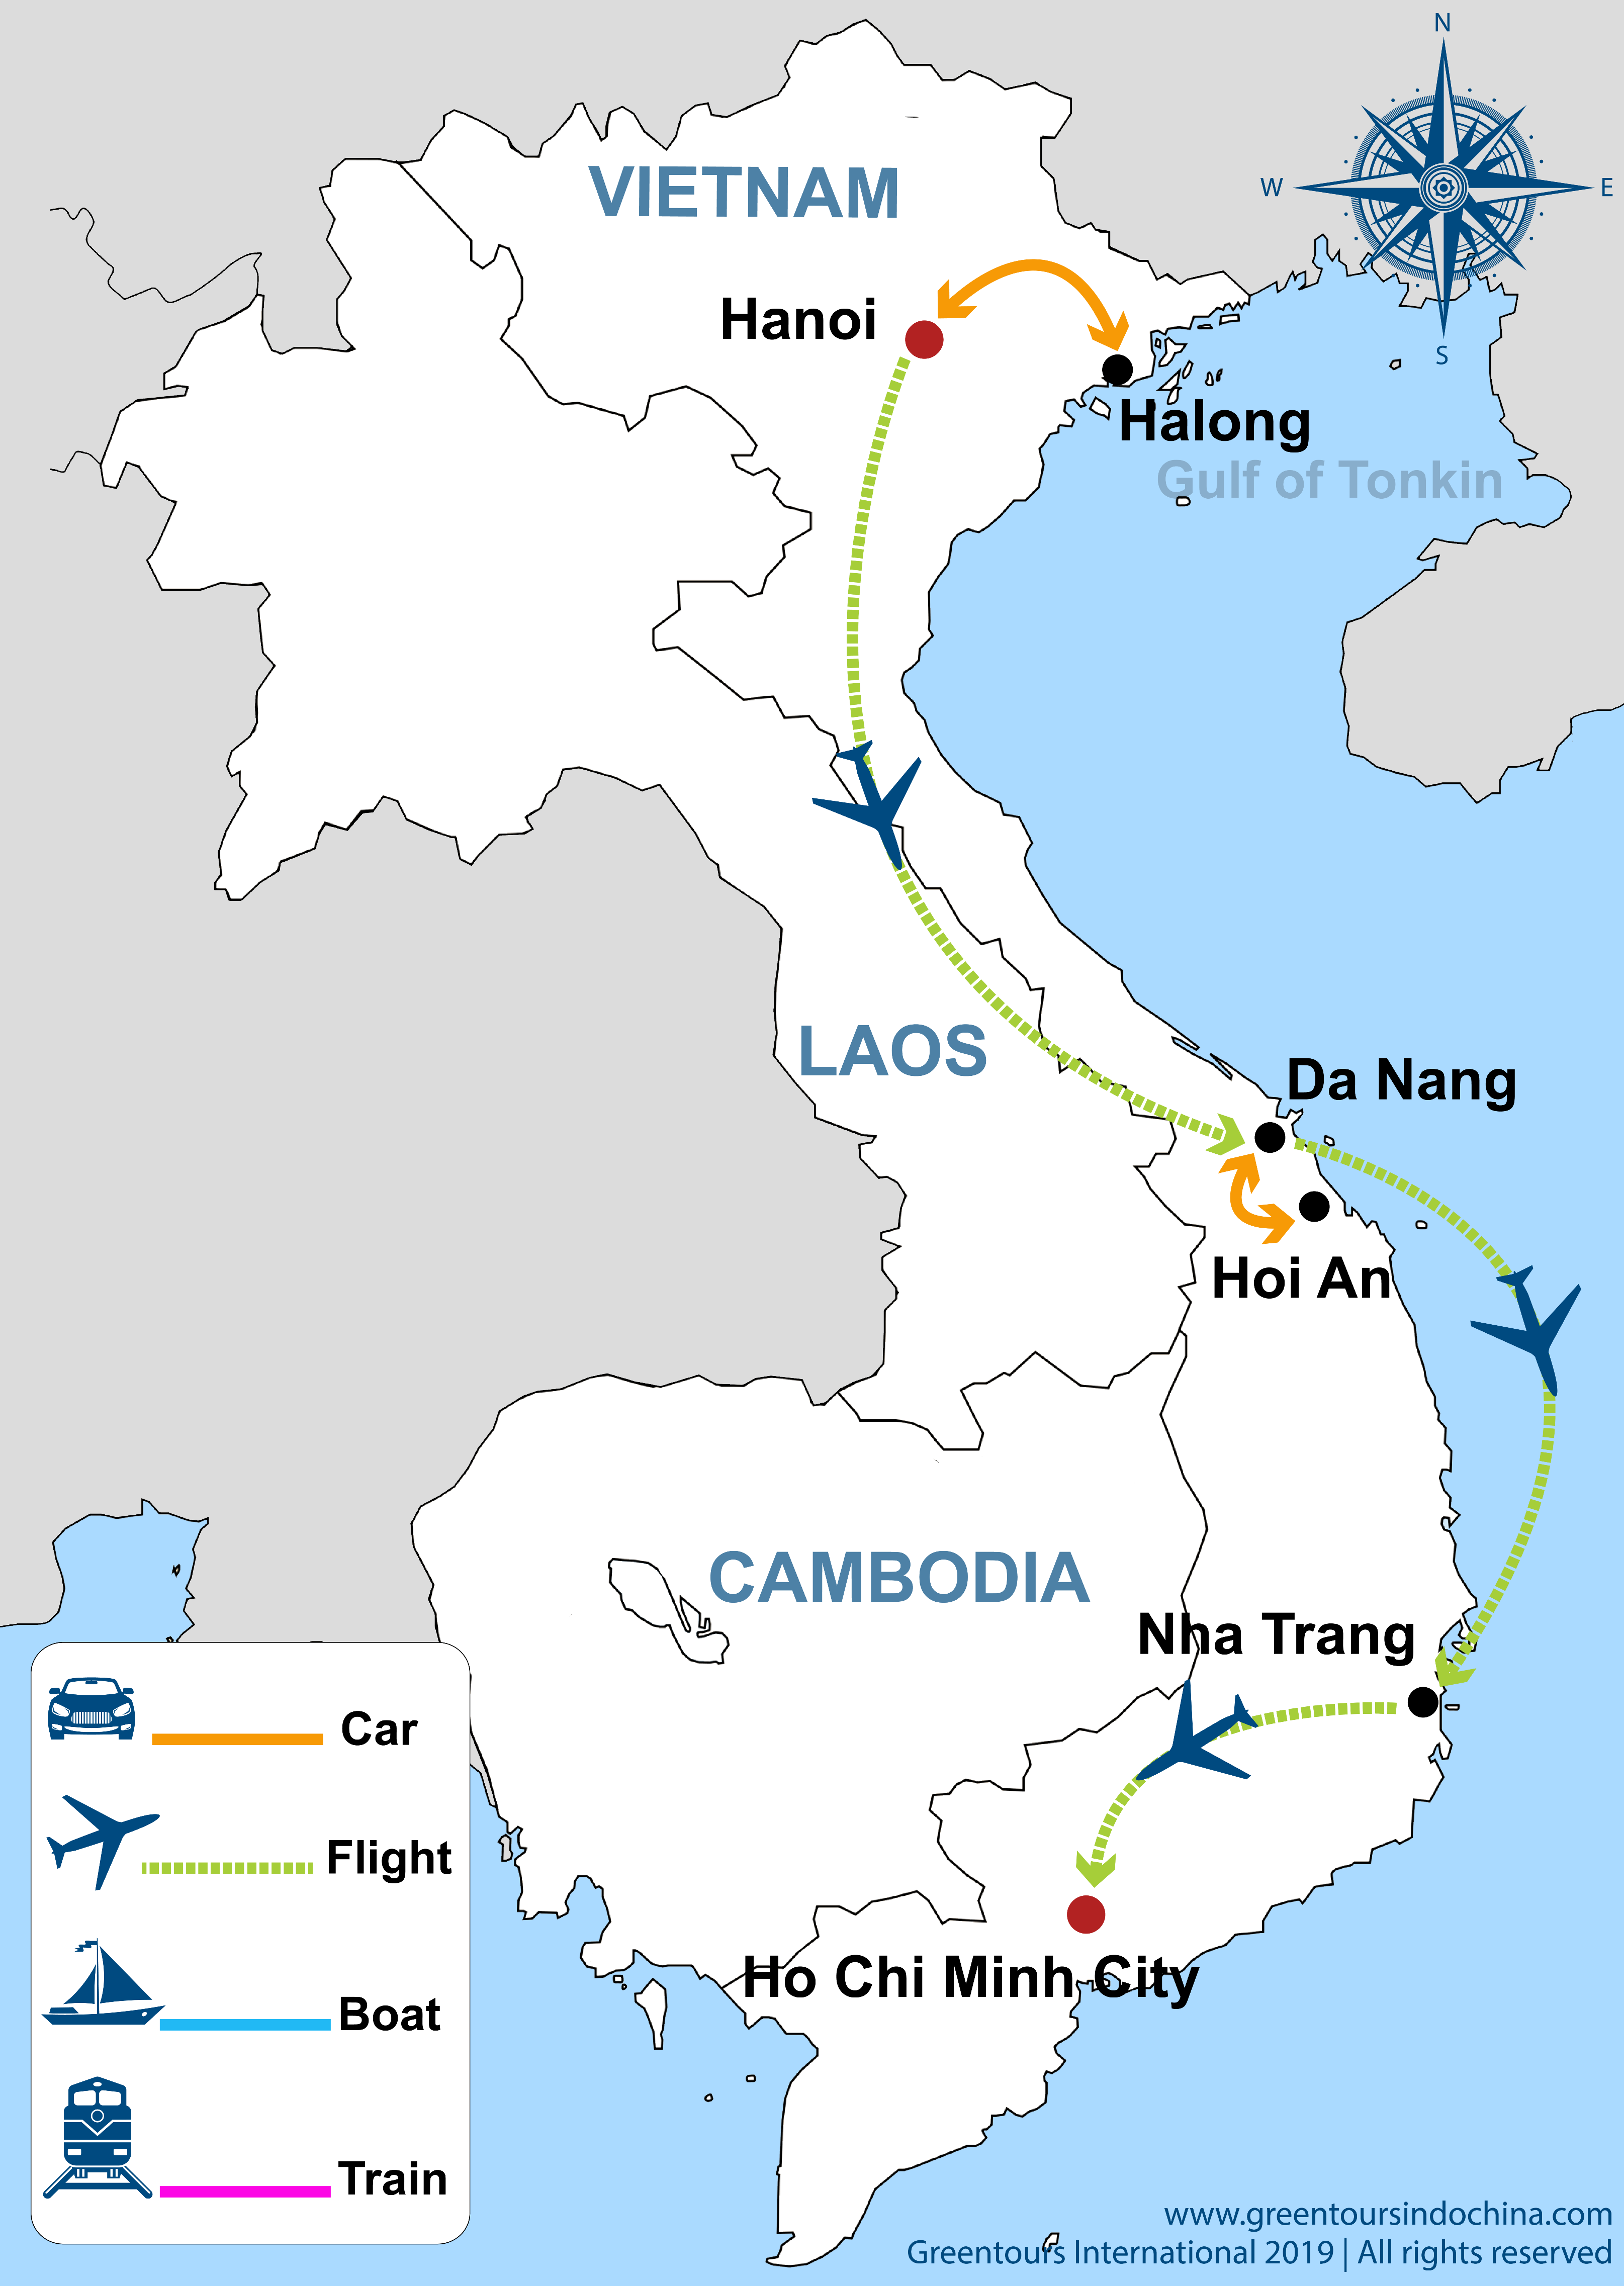 N
W
E
S
VIETNAM
Hanoi
Halong
Gulf of Tonkin
LAOS
Da Nang
Hoi An
CAMBODIA
Nha Trang
Ho Chi Minh City
Car
Flight
Boat
Train
www.greentoursindochina.com
Greentours International 2019 | All rights reserved